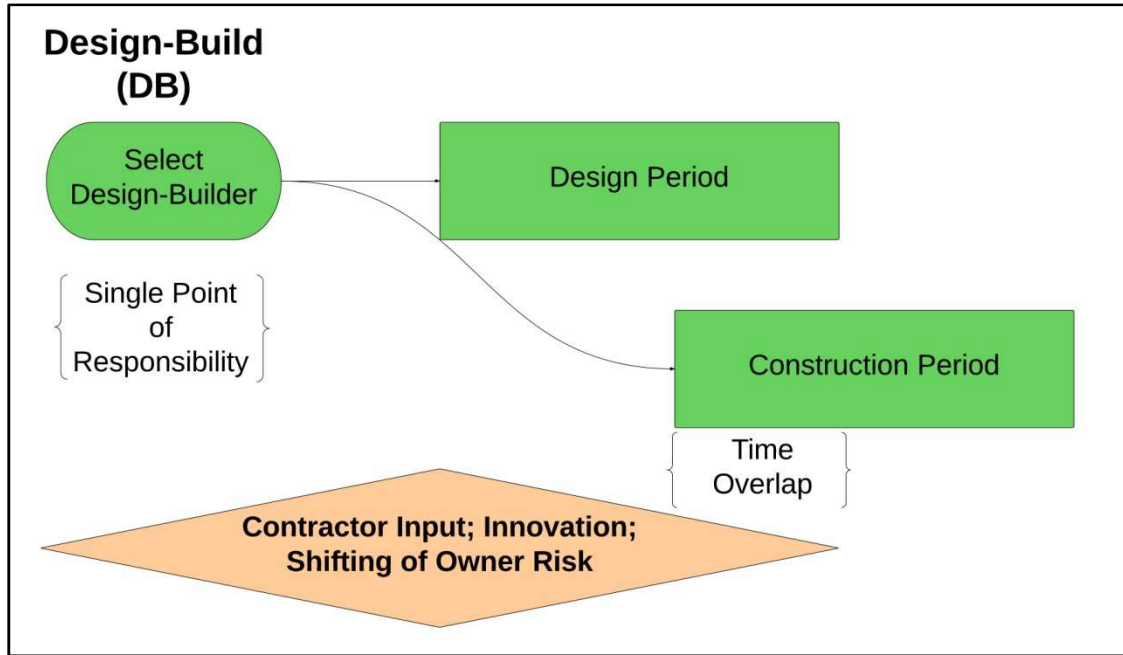 Design-Build
(DB)
Select
Design-Builder
Design Period
Single Point
of
Responsibility
Construction Period
Time
Overlap
Contractor Input; Innovation;
Shifting of Owner Risk